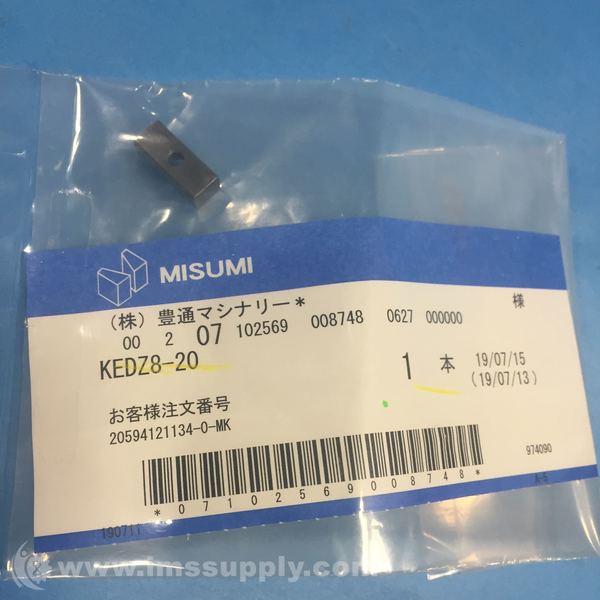 MISUMI
(株) 豊通マシナリー* 様
00 2 07 102569 008748 0627 000000
KEDZ8-20 1 本 19/07/15
(19/07/13)
お客様注文番号
20594121134-0-MK
974090
*07102569008748*
A-5
190711
www.imssupply.com